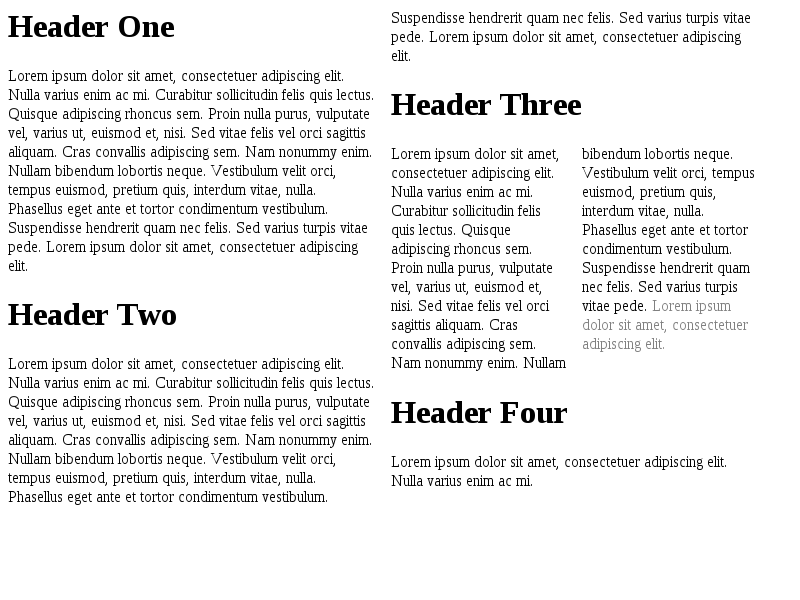 Header One
Lorem ipsum dolor sit amet, consectetuer adipiscing elit.
Nulla varius enim ac mi. Curabitur sollicitudin felis quis lectus.
Quisque adipiscing rhoncus sem. Proin nulla purus, vulputate
vel, varius ut, euismod et, nisi. Sed vitae felis vel orci sagittis
aliquam. Cras convallis adipiscing sem. Nam nonummy enim.
Nullam bibendum lobortis neque. Vestibulum velit orci,
tempus euismod, pretium quis, interdum vitae, nulla.
Phasellus eget ante et tortor condimentum vestibulum.
Suspendisse hendrerit quam nec felis. Sed varius turpis vitae
pede. Lorem ipsum dolor sit amet, consectetuer adipiscing
elit.
Header Two
Lorem ipsum dolor sit amet, consectetuer adipiscing elit.
Nulla varius enim ac mi. Curabitur sollicitudin felis quis lectus.
Quisque adipiscing rhoncus sem. Proin nulla purus, vulputate
vel, varius ut, euismod et, nisi. Sed vitae felis vel orci sagittis
aliquam. Cras convallis adipiscing sem. Nam nonummy enim.
Nullam bibendum lobortis neque. Vestibulum velit orci,
tempus euismod, pretium quis, interdum vitae, nulla.
Phasellus eget ante et tortor condimentum vestibulum.
Suspendisse hendrerit quam nec felis. Sed varius turpis vitae
pede. Lorem ipsum dolor sit amet, consectetuer adipiscing
elit.
Header Three
Lorem ipsum dolor sit amet,
consectetuer adipiscing elit.
Nulla varius enim ac mi.
Curabitur sollicitudin felis
quis lectus. Quisque
adipiscing rhoncus sem.
Proin nulla purus, vulputate
vel, varius ut, euismod et,
nisi. Sed vitae felis vel orci
sagittis aliquam. Cras
convallis adipiscing sem.
Nam nonummy enim. Nullam
bibendum lobortis neque.
Vestibulum velit orci, tempus
euismod, pretium quis,
interdum vitae, nulla.
Phasellus eget ante et tortor
condimentum vestibulum.
Suspendisse hendrerit quam
nec felis. Sed varius turpis
vitae pede. Lorem ipsum
dolor sit amet, consectetuer
adipiscing elit.
Header Four
Lorem ipsum dolor sit amet, consectetuer adipiscing elit.
Nulla varius enim ac mi.